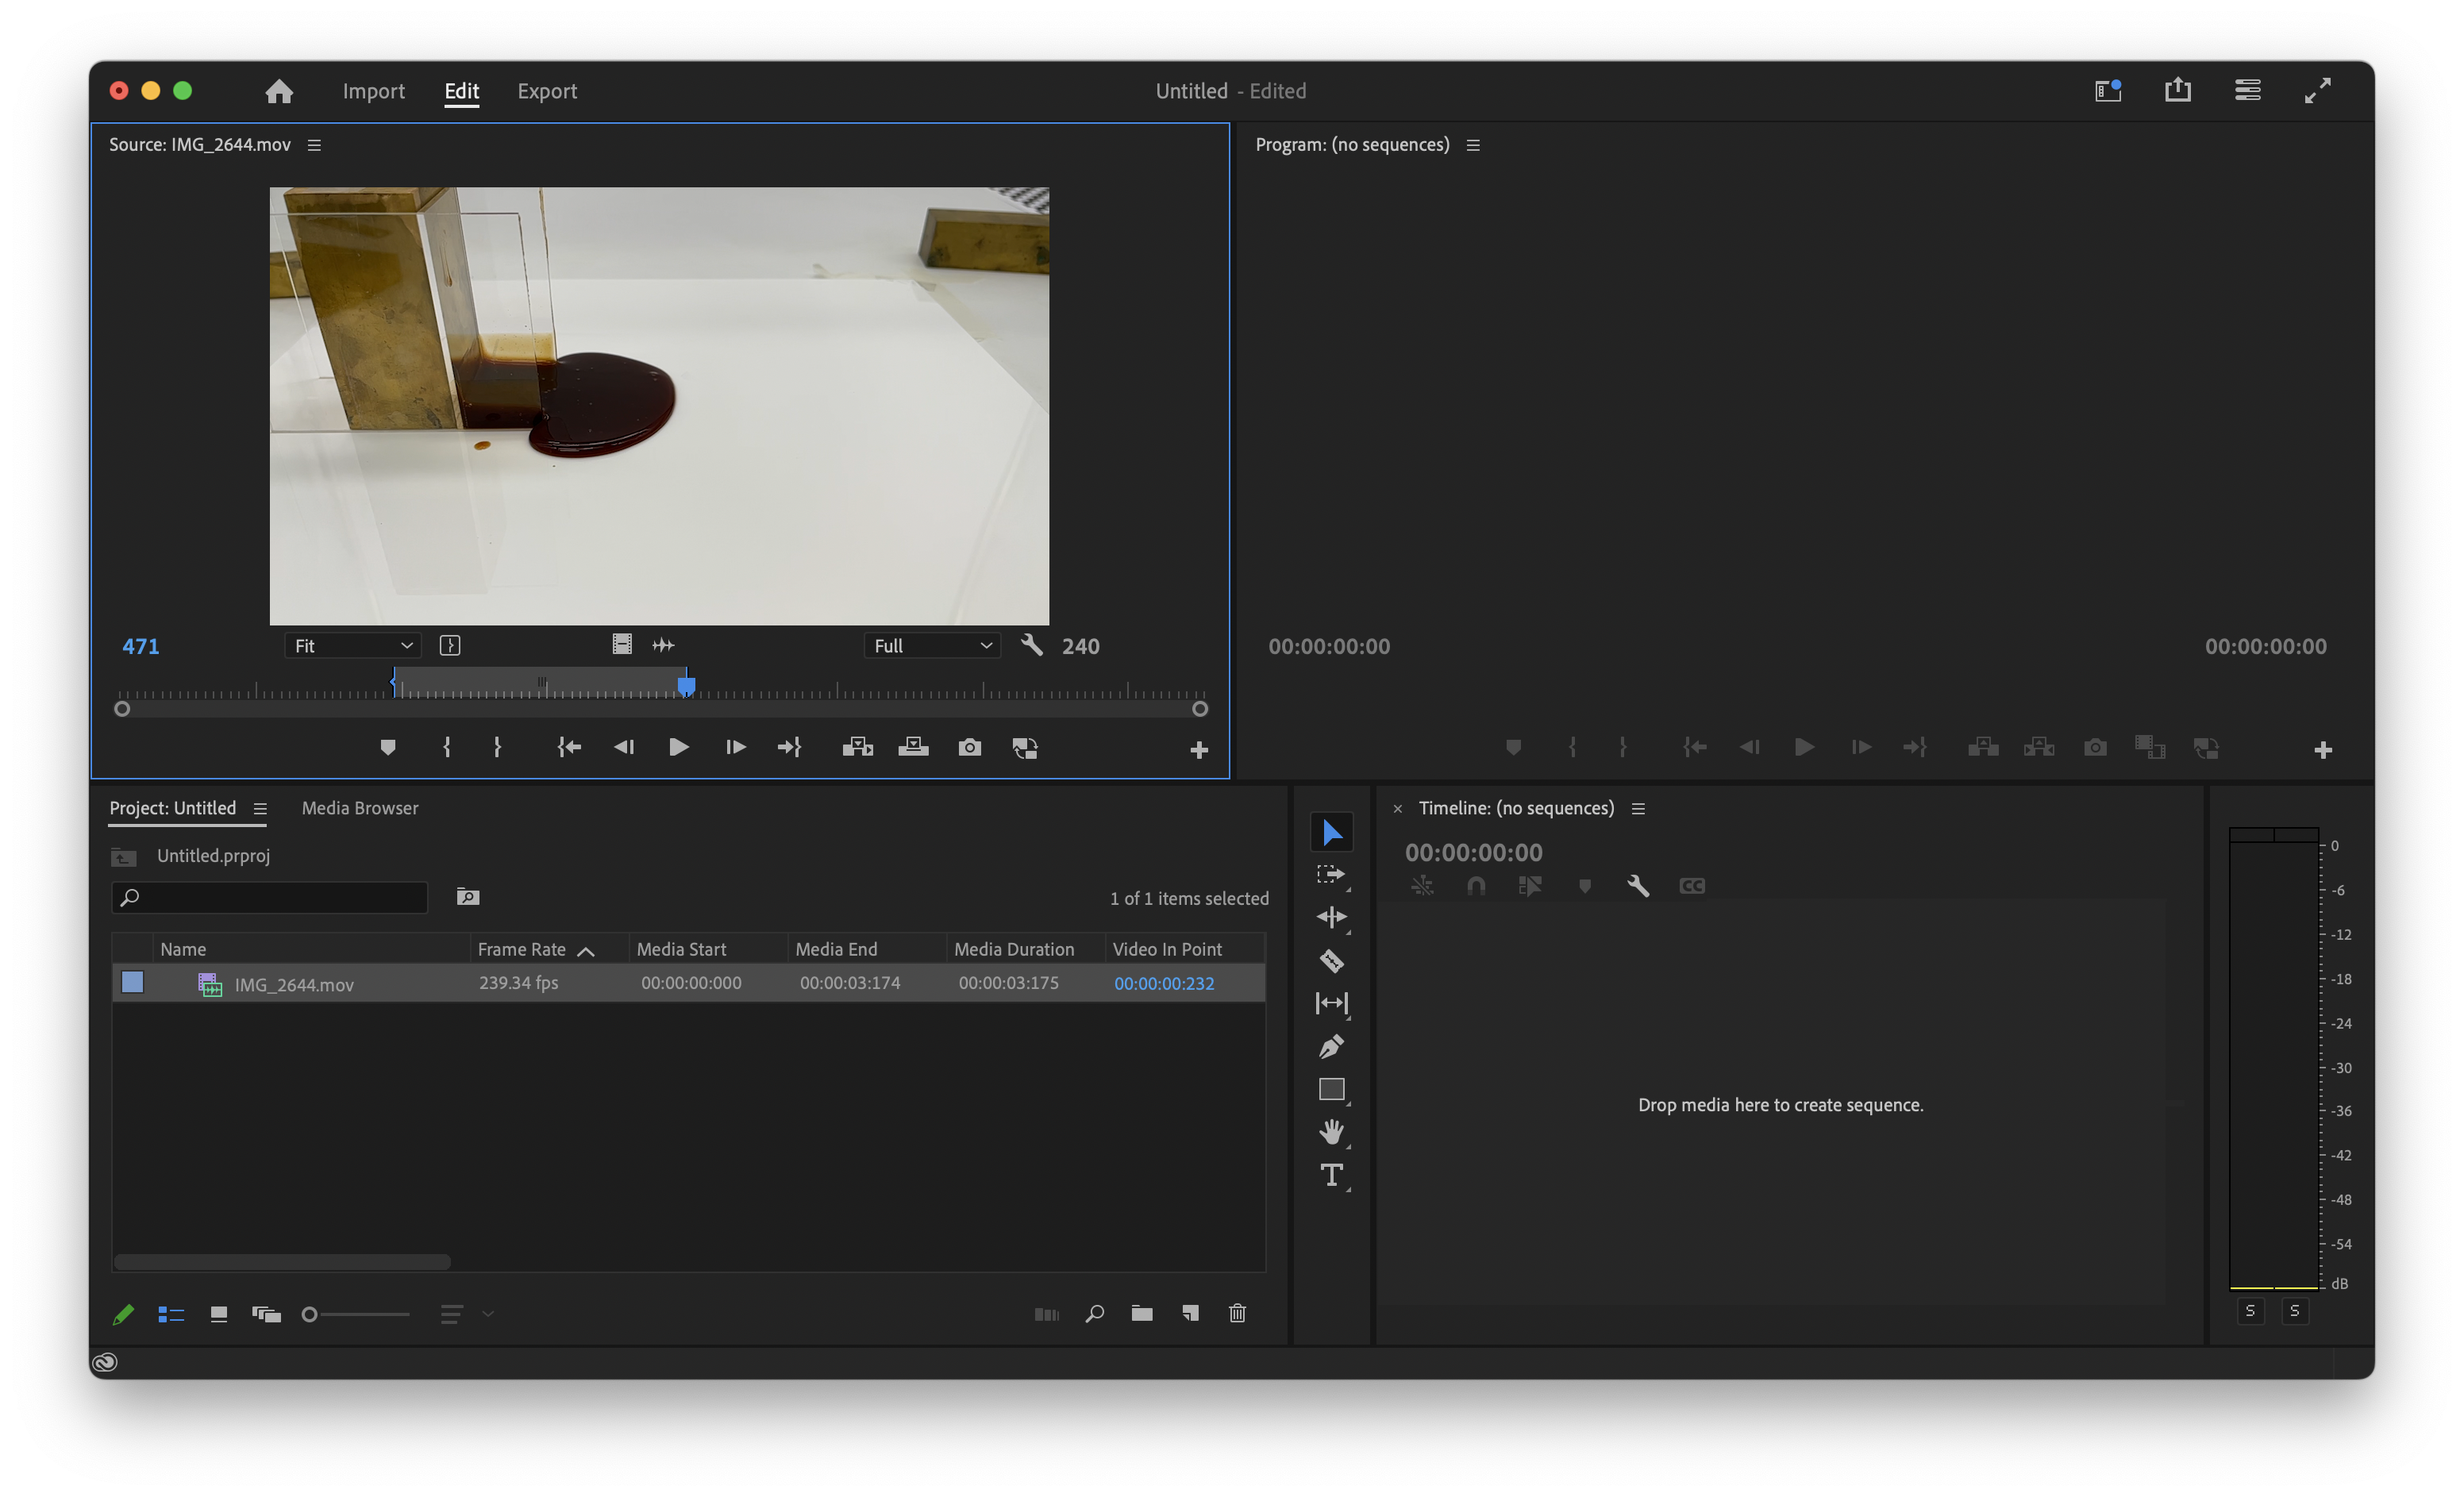 Import Edit Export Untitled - Edited
Source: IMG_2644.mov
Program: (no sequences)
471 Fit Full 240
00:00:00:00 00:00:00:00
Project: Untitled Media Browser
Untitled.prproj
1 of 1 items selected
Name Frame Rate Media Start Media End Media Duration Video In Point
IMG_2644.mov 239.34 fps 00:00:00:000 00:00:03:174 00:00:03:175 00:00:00:232
× Timeline: (no sequences)
00:00:00:00
CC
Drop media here to create sequence.
0
-6
-12
-18
-24
-30
-36
-42
-48
-54
dB
S S